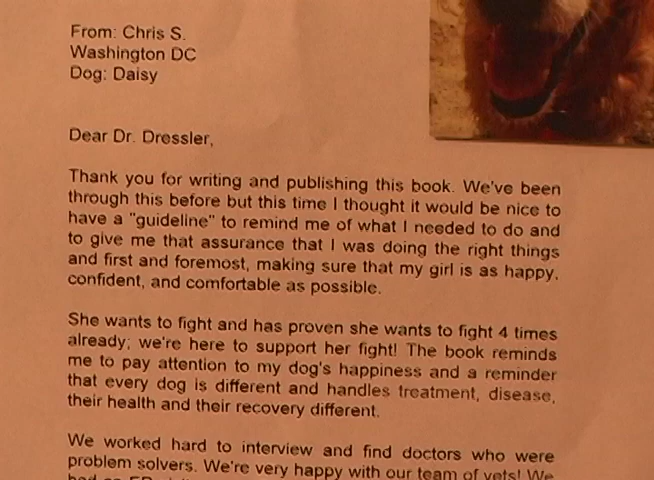 From: Chris S.
Washington DC
Dog: Daisy
Dear Dr. Dressler,
Thank you for writing and publishing this book. We've been
through this before but this time I thought it would be nice to
have a "guideline" to remind me of what I needed to do and
to give me that assurance that I was doing the right things
and first and foremost, making sure that my girl is as happy,
confident, and comfortable as possible.
She wants to fight and has proven she wants to fight 4 times
already; we're here to support her fight! The book reminds
me to pay attention to my dog's happiness and a reminder
that every dog is different and handles treatment, disease,
their health and their recovery different.
We worked hard to interview and find doctors who were
problem solvers. We're very happy with our team of vets! We
had an ER